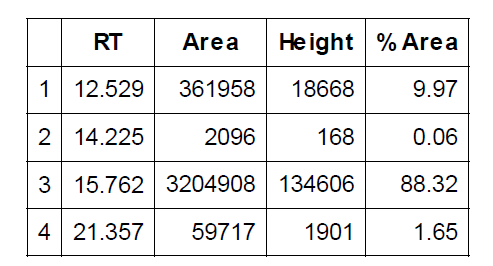 RT Area Height % Area
1 12.529 361958 18668 9.97
2 14.225 2096 168 0.06
3 15.762 3204908 134606 88.32
4 21.357 59717 1901 1.65